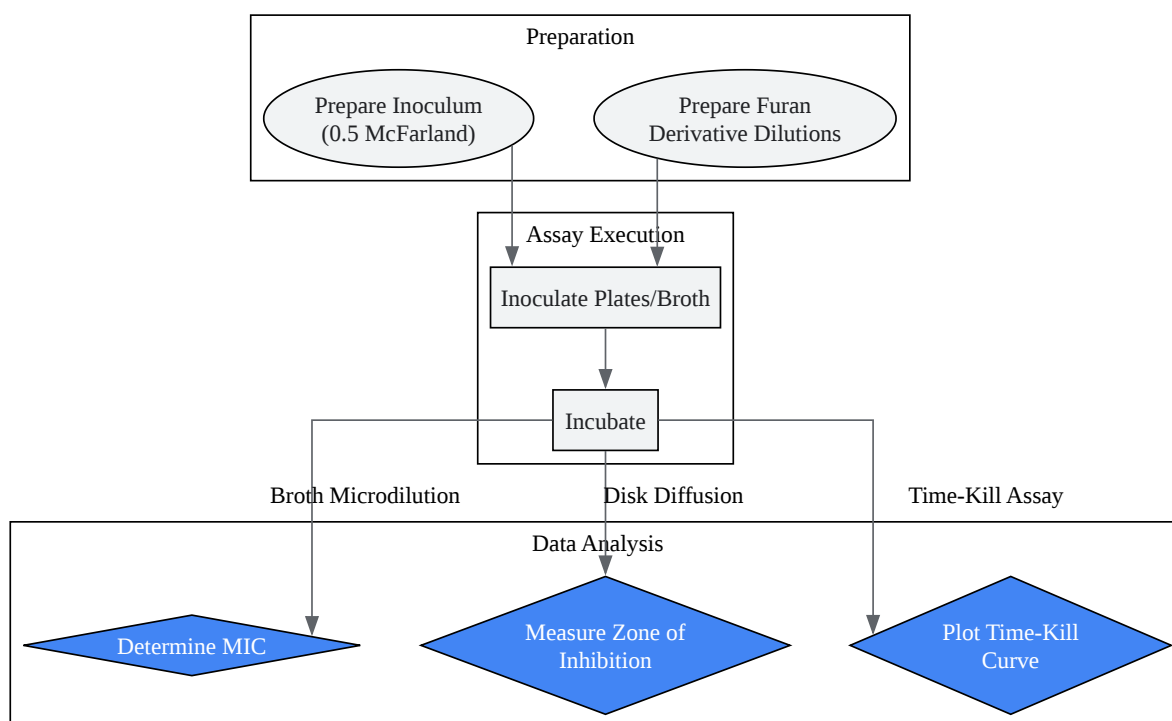 Preparation
Prepare Inoculum
(0.5 McFarland)
Prepare Furan
Derivative Dilutions
Assay Execution
Inoculate Plates/Broth
Incubate
Broth Microdilution
Disk Diffusion
Time-Kill Assay
Data Analysis
Determine MIC
Measure Zone of
Inhibition
Plot Time-Kill
Curve